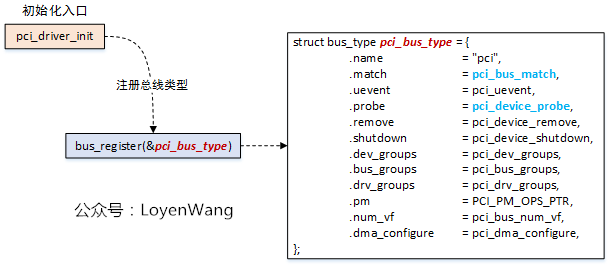 初始化入口
pci_driver_init
注册总线类型
bus_register(&pci_bus_type)
公众号：LoyenWang
struct bus_type pci_bus_type = {
.name = "pci",
.match = pci_bus_match,
.uevent = pci_uevent,
.probe = pci_device_probe,
.remove = pci_device_remove,
.shutdown = pci_device_shutdown,
.dev_groups = pci_dev_groups,
.bus_groups = pci_bus_groups,
.drv_groups = pci_drv_groups,
.pm = PCI_PM_OPS_PTR,
.num_vf = pci_bus_num_vf,
.dma_configure = pci_dma_configure,
};